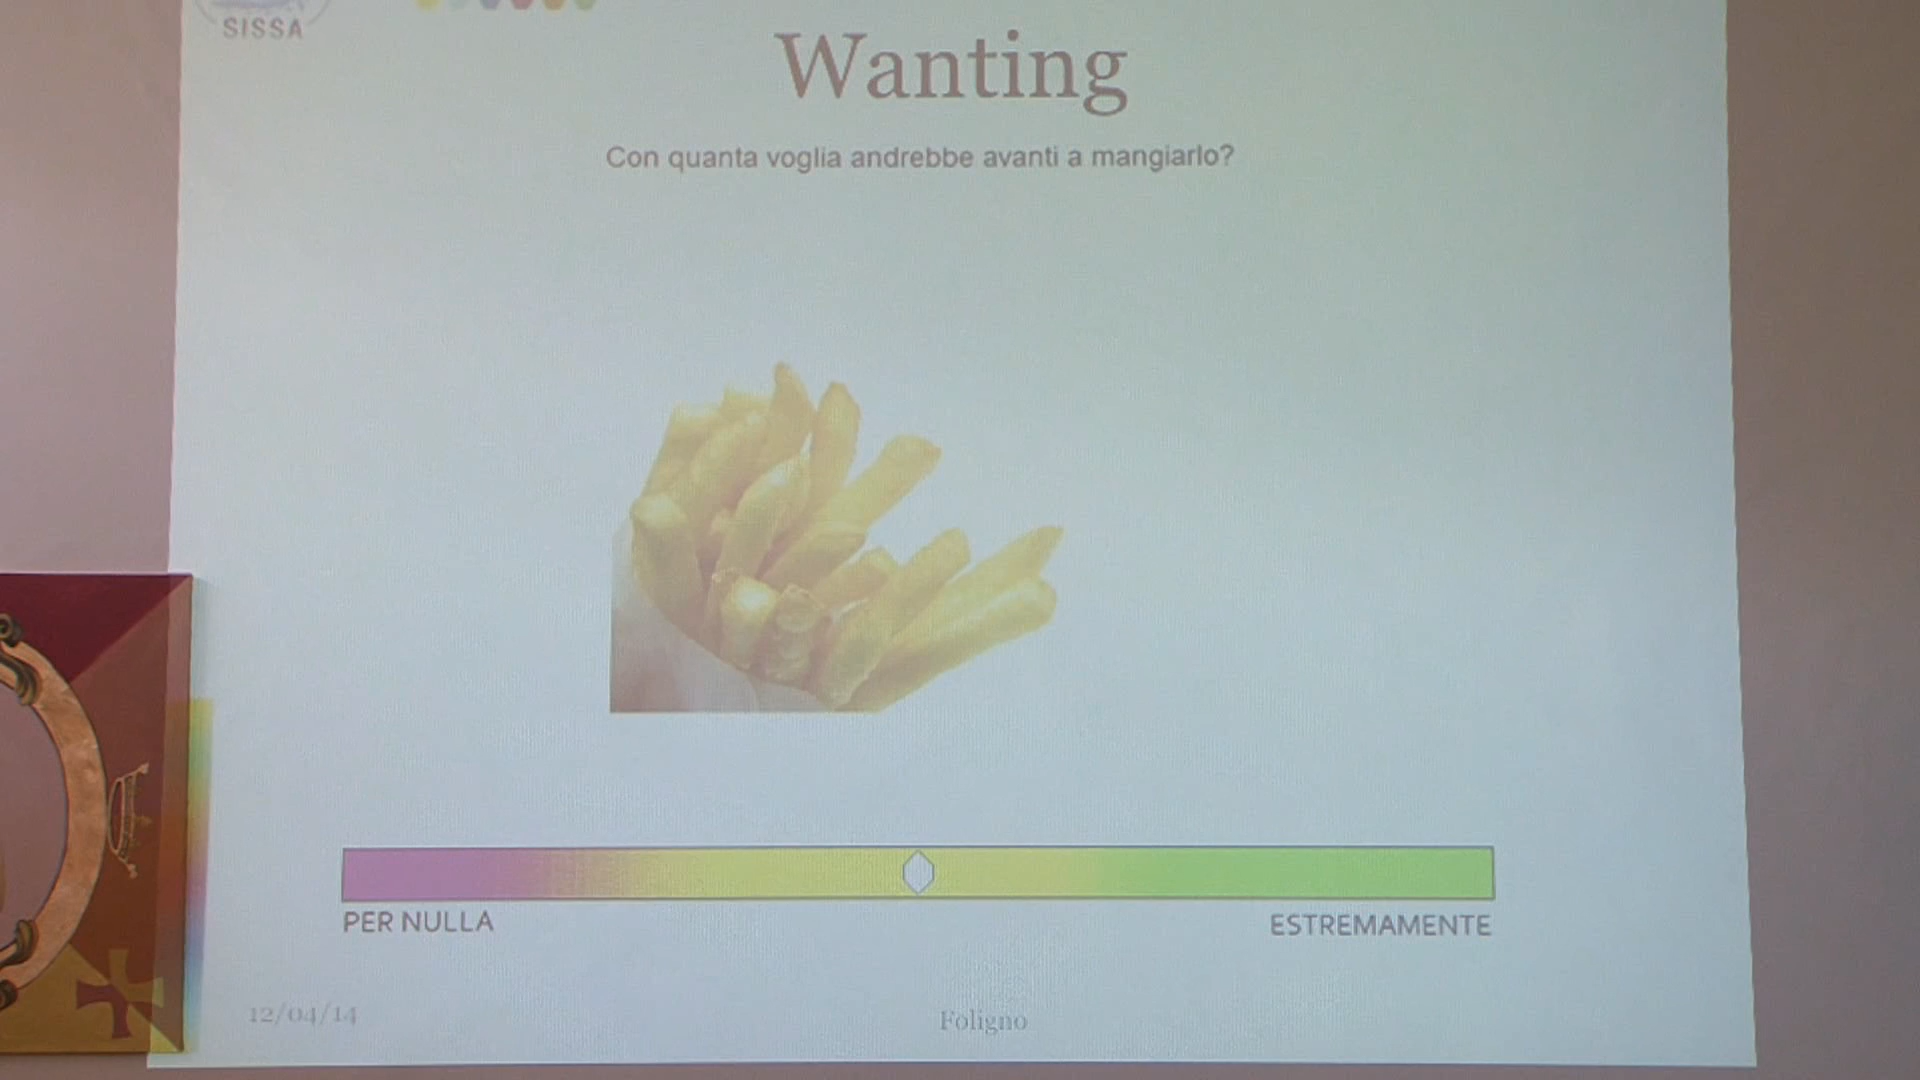 SISSA
Wanting
Con quanta voglia andrebbe avanti a mangiarlo?
PER NULLA
ESTREMAMENTE
12/04/14
Foligno